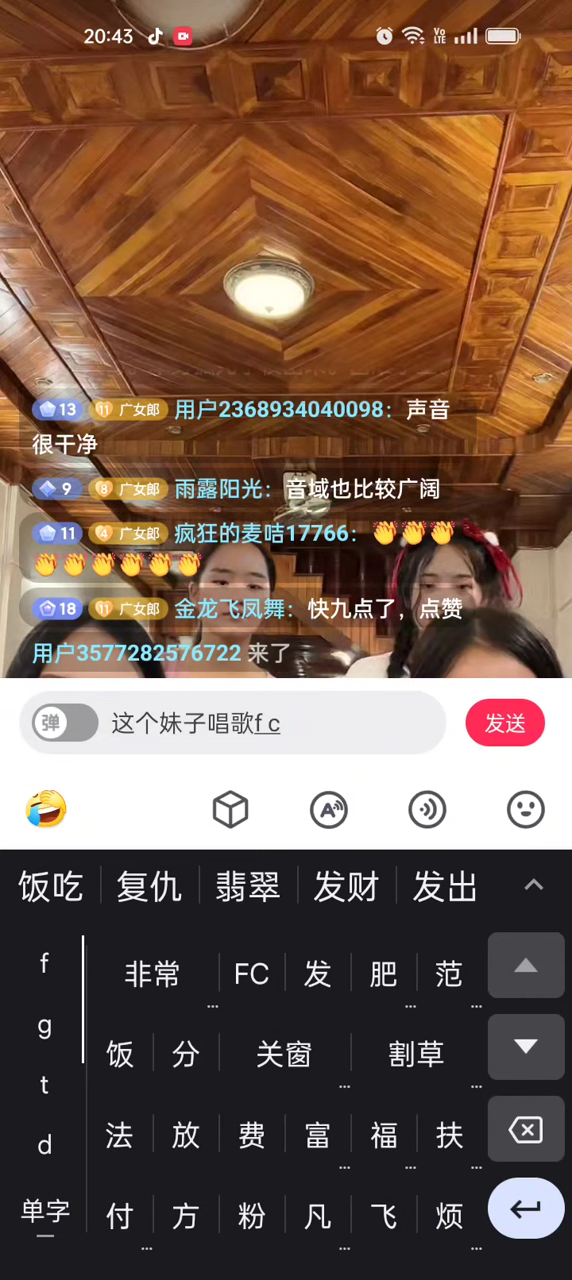 20:43
Vo
LTE
13 11 广女郎 用户2368934040098：声音
很干净
9 8 广女郎 雨露阳光：音域也比较广阔
11 4 广女郎 疯狂的麦咭17766：👏👏👏
👏👏👏👏👏👏
18 11 广女郎 金龙飞凤舞：快九点了，点赞
用户3577282576722 来了
弹 这个妹子唱歌f c 发送
A
饭吃 复仇 翡翠 发财 发出
f 非常 FC 发 肥 范
g 饭 分 关窗 割草
t
d 法 放 费 富 福 扶
单字 付 方 粉 凡 飞 烦